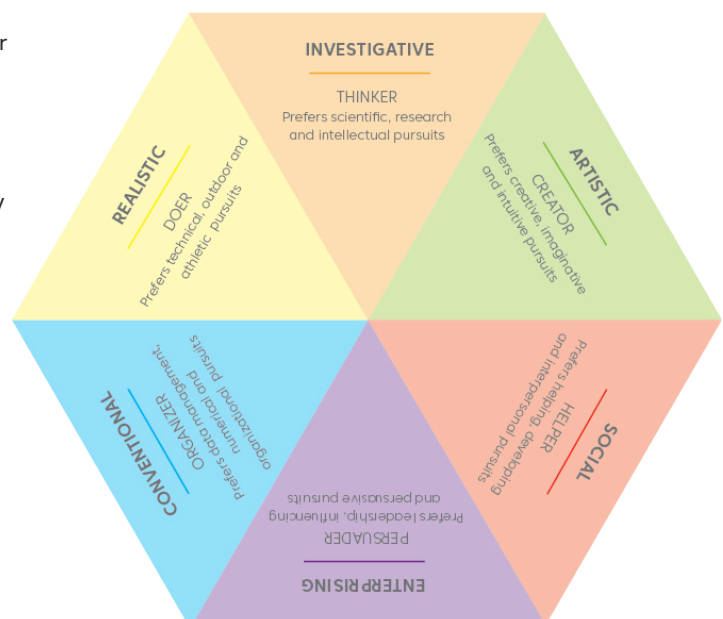 r
y
INVESTIGATIVE
THINKER
Prefers scientific, research
and intellectual pursuits
ARTISTIC
CREATOR
Prefers creative, imaginative
and intuitive pursuits
SOCIAL
HELPER
Prefers helping, developing
and interpersonal pursuits
ENTERPRISING
PERSUADER
Prefers leadership, influencing
and persuasive pursuits
CONVENTIONAL
ORGANIZER
Prefers data management,
numerical and
organizational pursuits
REALISTIC
DOER
Prefers technical, outdoor and
athletic pursuits